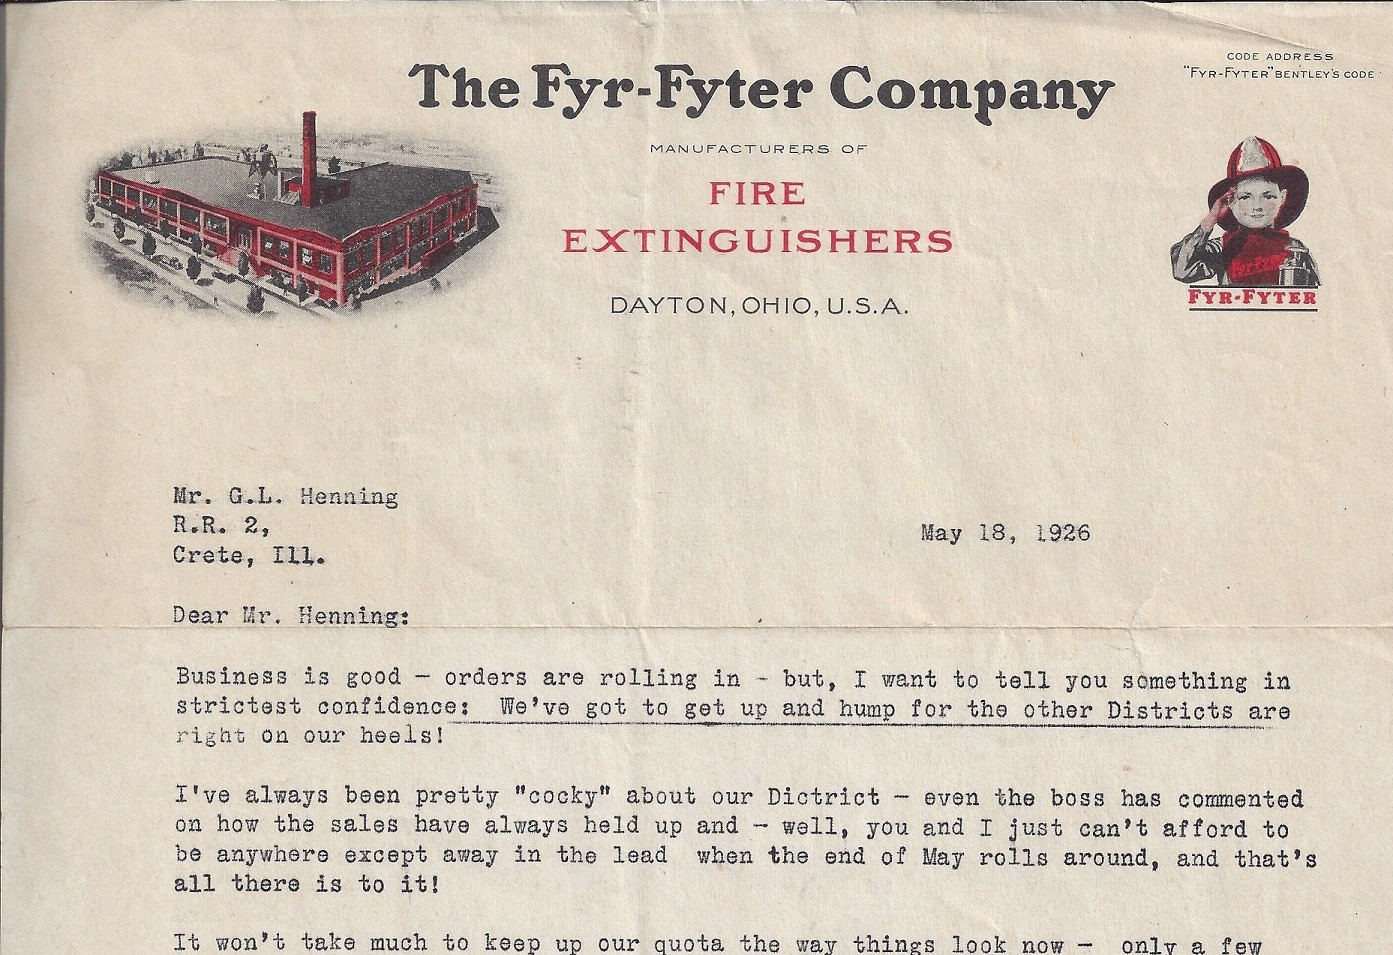 CODE ADDRESS
"FYR-FYTER" BENTLEY'S CODE
The Fyr-Fyter Company
MANUFACTURERS OF
FIRE
EXTINGUISHERS
DAYTON, OHIO, U.S.A.
Fyr-Fyter
FYR-FYTER
Mr. G.L. Henning
R.R. 2,
Crete, Ill.
May 18, 1926
Dear Mr. Henning:
Business is good - orders are rolling in - but, I want to tell you something in
strictest confidence: We've got to get up and hump for the other Districts are
right on our heels!
I've always been pretty "cocky" about our Dictrict - even the boss has commented
on how the sales have always held up and - well, you and I just can't afford to
be anywhere except away in the lead when the end of May rolls around, and that's
all there is to it!
It won't take much to keep up our quota the way things look now - only a few